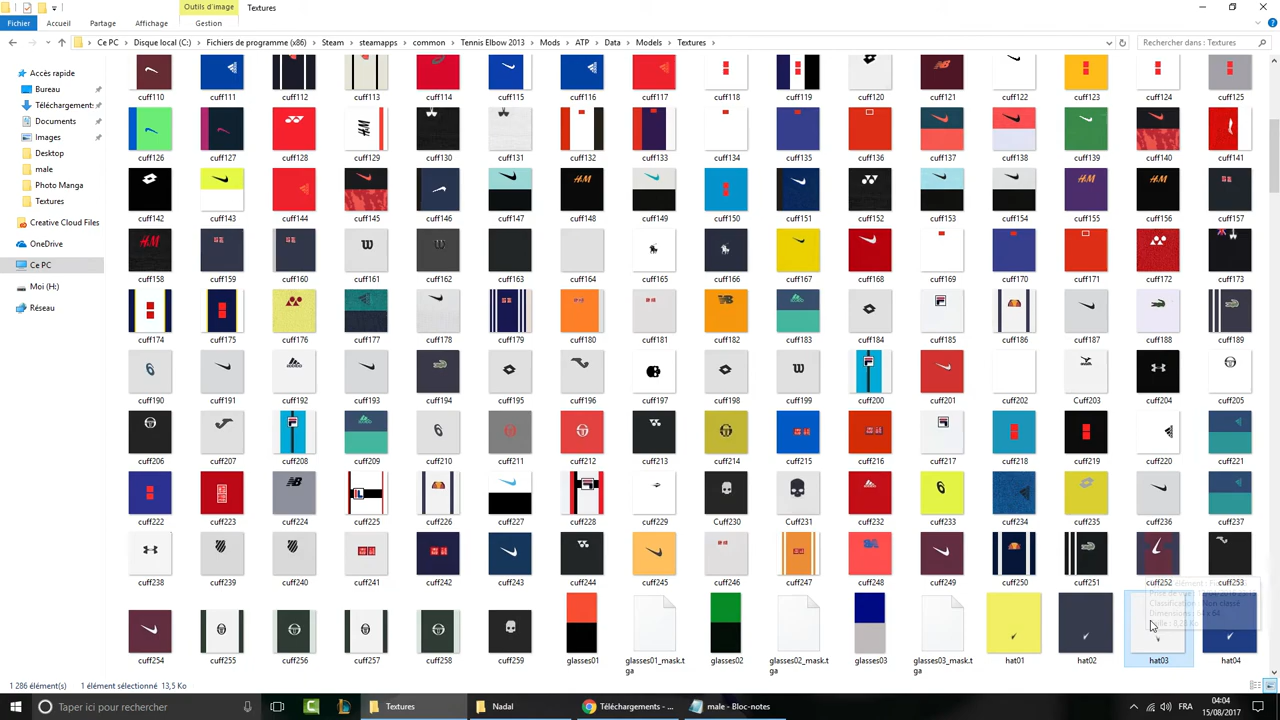 Outils d'image
Textures
Fichier
Accueil
Partage
Affichage
Gestion
Ce PC
Disque local (C:)
Fichiers de programme (x86)
Steam
steamapps
common
Tennis Elbow 2013
Mods
ATP
Data
Models
Textures
Rechercher dans : Textures
Accès rapide
Bureau
Téléchargement:
Documents
Images
Desktop
male
Photo Manga
Textures
Creative Cloud Files
OneDrive
Ce PC
Moi (H:)
Réseau
cuff110 cuff111 cuff112 cuff113 cuff114 cuff115 cuff116 cuff117 cuff118 cuff119 cuff120 cuff121 cuff122 cuff123 cuff124 cuff125
cuff126 cuff127 cuff128 cuff129 cuff130 cuff131 cuff132 cuff133 cuff134 cuff135 cuff136 cuff137 cuff138 cuff139 cuff140 cuff141
cuff142 cuff143 cuff144 cuff145 cuff146 cuff147 cuff148 cuff149 cuff150 cuff151 cuff152 cuff153 cuff154 cuff155 cuff156 cuff157
cuff158 cuff159 cuff160 cuff161 cuff162 cuff163 cuff164 cuff165 cuff166 cuff167 cuff168 cuff169 cuff170 cuff171 cuff172 cuff173
cuff174 cuff175 cuff176 cuff177 cuff178 cuff179 cuff180 cuff181 cuff182 cuff183 cuff184 cuff185 cuff186 cuff187 cuff188 cuff189
cuff190 cuff191 cuff192 cuff193 cuff194 cuff195 cuff196 cuff197 cuff198 cuff199 cuff200 cuff201 cuff202 Cuff203 cuff204 cuff205
cuff206 cuff207 cuff208 cuff209 cuff210 cuff211 cuff212 cuff213 cuff214 cuff215 cuff216 cuff217 cuff218 cuff219 cuff220 cuff221
cuff222 cuff223 cuff224 cuff225 cuff226 cuff227 cuff228 cuff229 Cuff230 Cuff231 cuff232 cuff233 cuff234 cuff235 cuff236 cuff237
cuff238 cuff239 cuff240 cuff241 cuff242 cuff243 cuff244 cuff245 cuff246 cuff247 cuff248 cuff249 cuff250 cuff251 cuff252 cuff253
cuff254 cuff255 cuff256 cuff257 cuff258 cuff259 glasses01 glasses01_mask.tga glasses02 glasses02_mask.tga glasses03 glasses03_mask.tga hat01 hat02 hat03 hat04
1 286 élément(s)
1 élément sélectionné 13,5 Ko
Taper ici pour rechercher
Textures
Nadal
Téléchargements - ...
male - Bloc-notes
FRA
04:04
15/08/2017